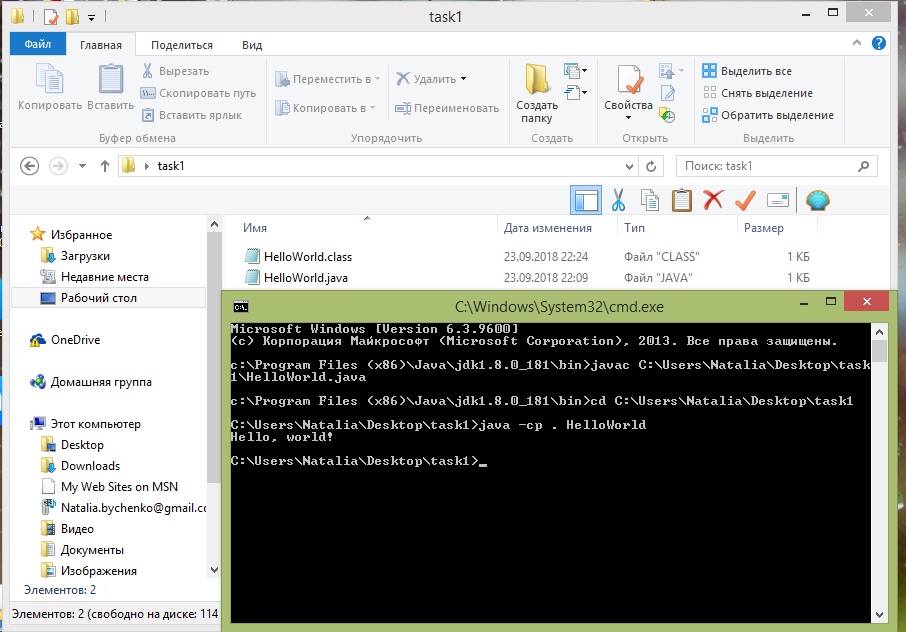 task1
Файл Главная Поделиться Вид
Копировать
Вставить
Вырезать
Скопировать путь
Вставить ярлык
Буфер обмена
Переместить в
Копировать в
Удалить
Переименовать
Упорядочить
Создать
папку
Создать
Свойства
Открыть
Выделить все
Снять выделение
Обратить выделение
Выделить
task1
Поиск: task1
Избранное
Загрузки
Недавние места
Рабочий стол
OneDrive
Домашняя группа
Этот компьютер
Desktop
Downloads
My Web Sites on MSN
Natalia.bychenko@gmail.co
Видео
Документы
Изображения
Элементов: 2
Элементов: 2 (свободно на диске: 114
Имя Дата изменения Тип Размер
HelloWorld.class 23.09.2018 22:24 Файл "CLASS" 1 КБ
HelloWorld.java 23.09.2018 22:09 Файл "JAVA" 1 КБ
C:\Windows\System32\cmd.exe
Microsoft Windows [Version 6.3.9600]
(c) Корпорация Майкрософт (Microsoft Corporation), 2013. Все права защищены.
c:\Program Files (x86)\Java\jdk1.8.0_181\bin>javac C:\Users\Natalia\Desktop\task
1\HelloWorld.java
c:\Program Files (x86)\Java\jdk1.8.0_181\bin>cd C:\Users\Natalia\Desktop\task1
C:\Users\Natalia\Desktop\task1>java -cp . HelloWorld
Hello, world!
C:\Users\Natalia\Desktop\task1>_